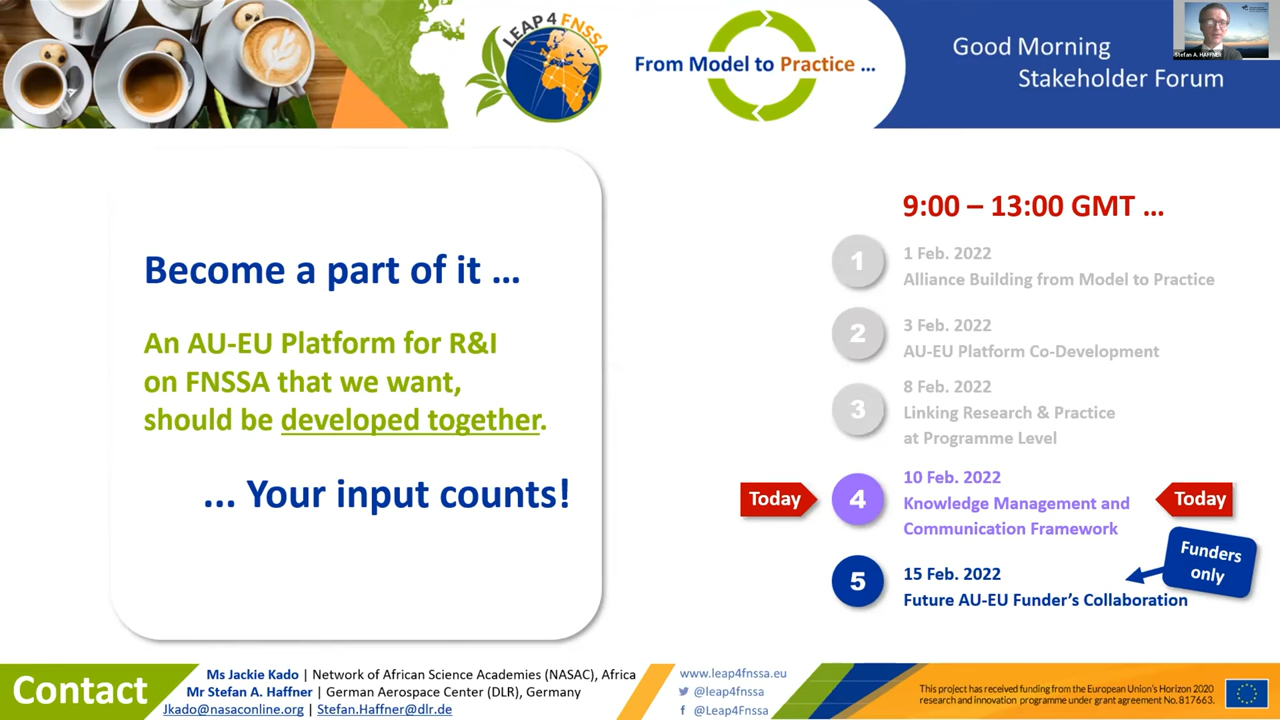 LEAP 4 FNSSA
From Model to Practice ...
Good Morning
Stakeholder Forum
Stefan A. HAFFNER
Become a part of it ...
An AU-EU Platform for R&I
on FNSSA that we want,
should be developed together.
... Your input counts!
9:00 – 13:00 GMT ...
1
1 Feb. 2022
Alliance Building from Model to Practice
2
3 Feb. 2022
AU-EU Platform Co-Development
3
8 Feb. 2022
Linking Research & Practice
at Programme Level
Today
4
10 Feb. 2022
Knowledge Management and
Communication Framework
Today
5
15 Feb. 2022
Future AU-EU Funder's Collaboration
Funders
only
Contact
Ms Jackie Kado | Network of African Science Academies (NASAC), Africa
Mr Stefan A. Haffner | German Aerospace Center (DLR), Germany
Jkado@nasaconline.org | Stefan.Haffner@dlr.de
www.leap4fnssa.eu
@leap4fnssa
@Leap4Fnssa
This project has received funding from the European Union's Horizon 2020
research and innovation programme under grant agreement No.817663.